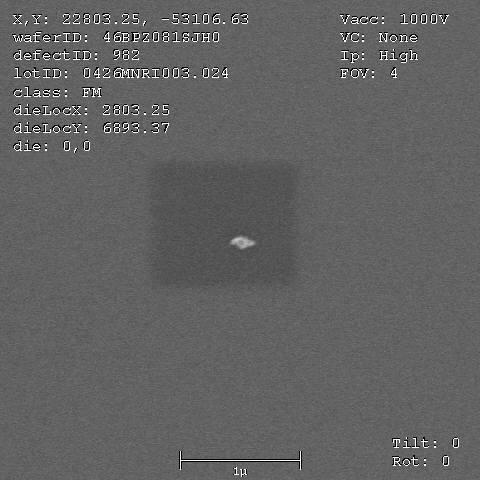 X,Y: 22803.25, -53106.63
waferID: 46BPZ081SJH0
defectID: 982
lotID: 0426MNRI003.024
class: FM
dieLocX: 2803.25
dieLocY: 6893.37
die: 0,0
Vacc: 1000V
VC: None
Ip: High
FOV: 4
Tilt: 0
Rot: 0
1µ